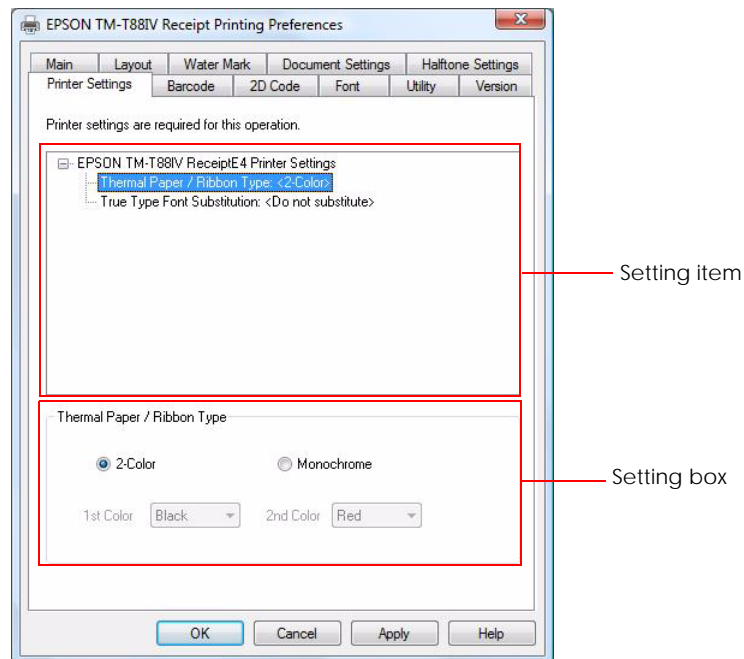 EPSON TM-T88IV Receipt Printing Preferences
Main Layout Water Mark Document Settings Halftone Settings
Printer Settings Barcode 2D Code Font Utility Version
Printer settings are required for this operation.
EPSON TM-T88IV ReceiptE4 Printer Settings
Thermal Paper / Ribbon Type: <2-Color>
True Type Font Substitution: <Do not substitute>
Setting item
Thermal Paper / Ribbon Type
2-Color Monochrome
Setting box
1st Color Black 2nd Color Red
OK Cancel Apply Help